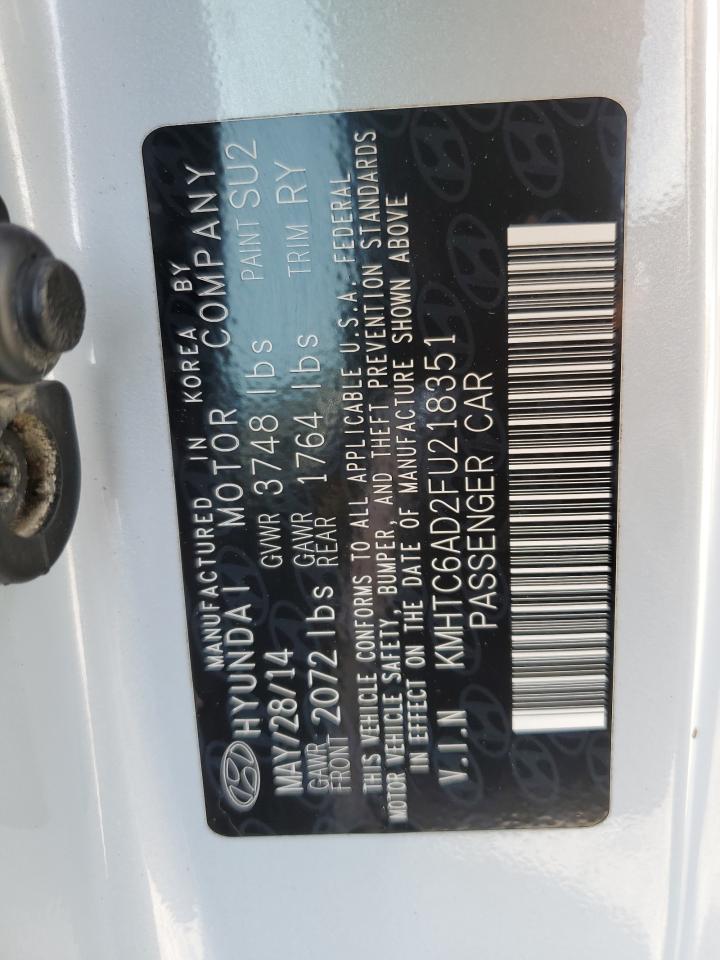 MANUFACTURED IN KOREA BY
HYUNDAI MOTOR COMPANY
MAY/28/14 GVWR 3748 lbs PAINT SU2
GAWR FRONT 2072 lbs GAWR REAR 1764 lbs TRIM RY
THIS VEHICLE CONFORMS TO ALL APPLICABLE U.S.A. FEDERAL
MOTOR VEHICLE SAFETY, BUMPER, AND THEFT PREVENTION STANDARDS
IN EFFECT ON THE DATE OF MANUFACTURE SHOWN ABOVE
V.I.N KMHTC6AD2FU218351
PASSENGER CAR